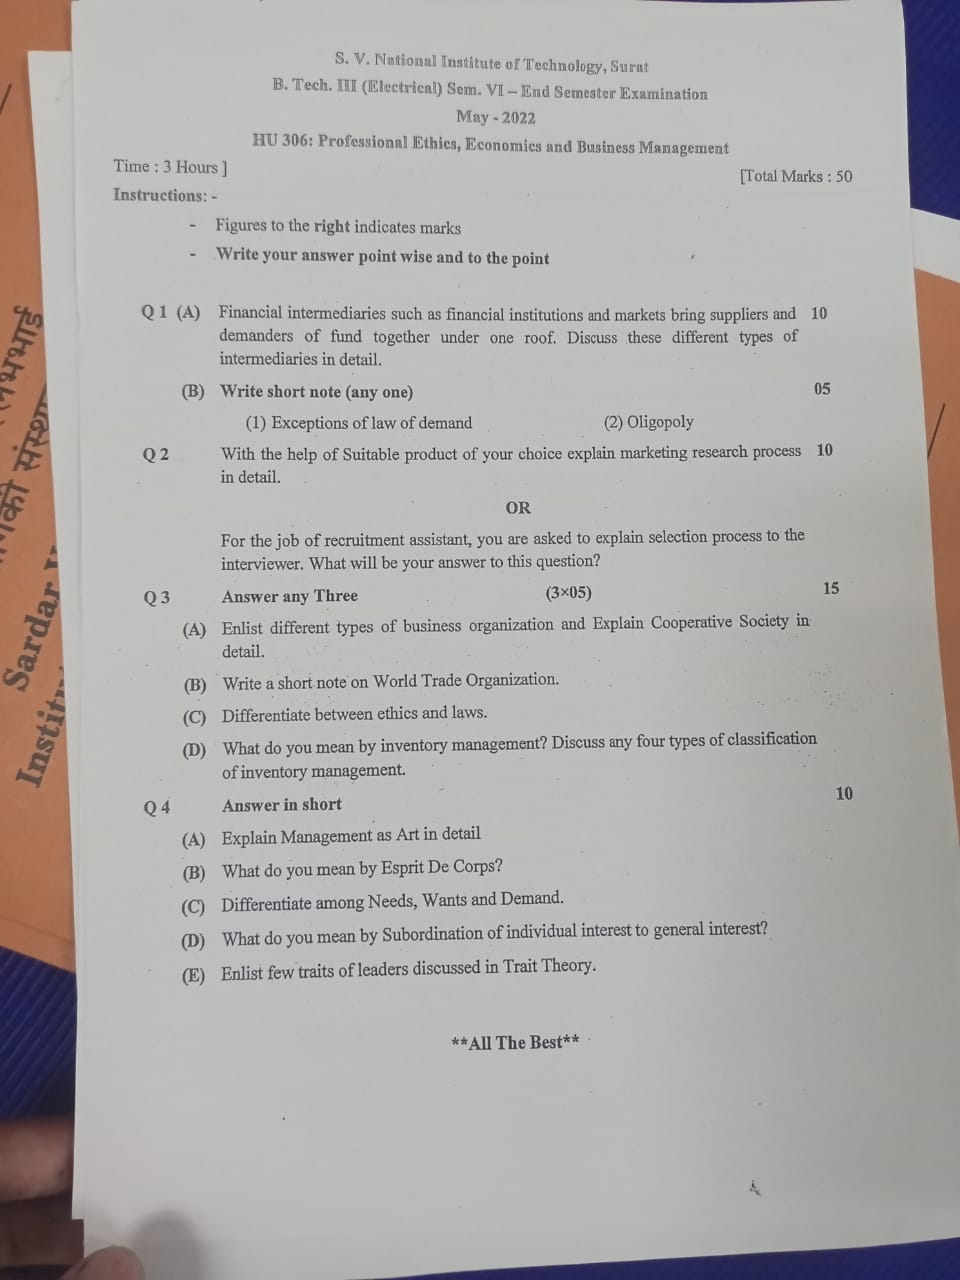 S. V. National Institute of Technology, Surat
B. Tech. III (Electrical) Sem. VI – End Semester Examination
May - 2022
HU 306: Professional Ethics, Economics and Business Management
Time : 3 Hours ]
[Total Marks : 50
Instructions: -
- Figures to the right indicates marks
- Write your answer point wise and to the point
Q 1 (A) Financial intermediaries such as financial institutions and markets bring suppliers and 10
demanders of fund together under one roof. Discuss these different types of
intermediaries in detail.
(B) Write short note (any one) 05
(1) Exceptions of law of demand (2) Oligopoly
Q 2 With the help of Suitable product of your choice explain marketing research process 10
in detail.
OR
For the job of recruitment assistant, you are asked to explain selection process to the
interviewer. What will be your answer to this question?
Q 3 Answer any Three (3×05) 15
(A) Enlist different types of business organization and Explain Cooperative Society in
detail.
(B) Write a short note on World Trade Organization.
(C) Differentiate between ethics and laws.
(D) What do you mean by inventory management? Discuss any four types of classification
of inventory management.
Q 4 Answer in short 10
(A) Explain Management as Art in detail
(B) What do you mean by Esprit De Corps?
(C) Differentiate among Needs, Wants and Demand.
(D) What do you mean by Subordination of individual interest to general interest?
(E) Enlist few traits of leaders discussed in Trait Theory.
**All The Best**
Sardar